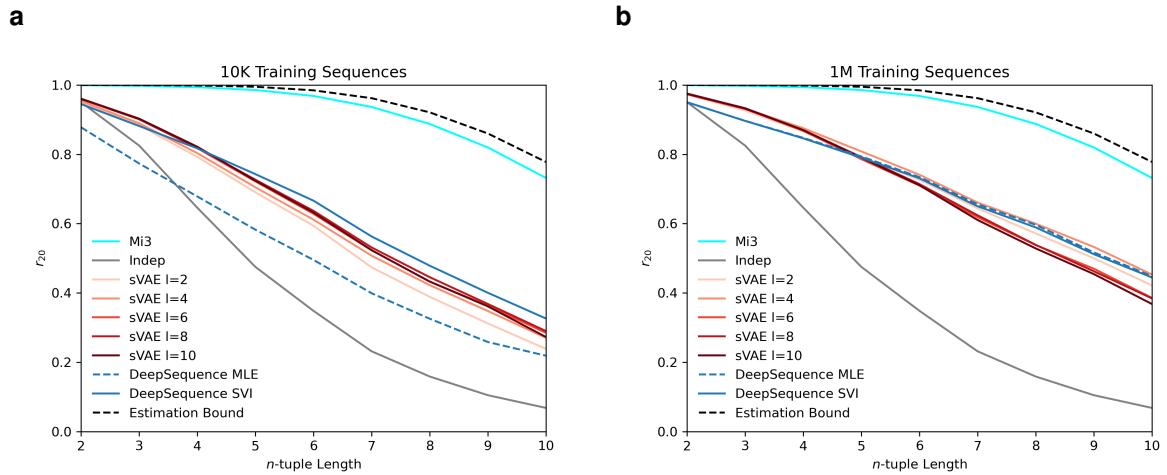 a
10K Training Sequences
1.0
0.8
0.6
0.4
0.2
0.0
r20
Mi3
Indep
sVAE l=2
sVAE l=4
sVAE l=6
sVAE l=8
sVAE l=10
DeepSequence MLE
DeepSequence SVI
Estimation Bound
2 3 4 5 6 7 8 9 10
n-tuple Length
b
1M Training Sequences
1.0
0.8
0.6
0.4
0.2
0.0
r20
Mi3
Indep
sVAE l=2
sVAE l=4
sVAE l=6
sVAE l=8
sVAE l=10
DeepSequence MLE
DeepSequence SVI
Estimation Bound
2 3 4 5 6 7 8 9 10
n-tuple Length